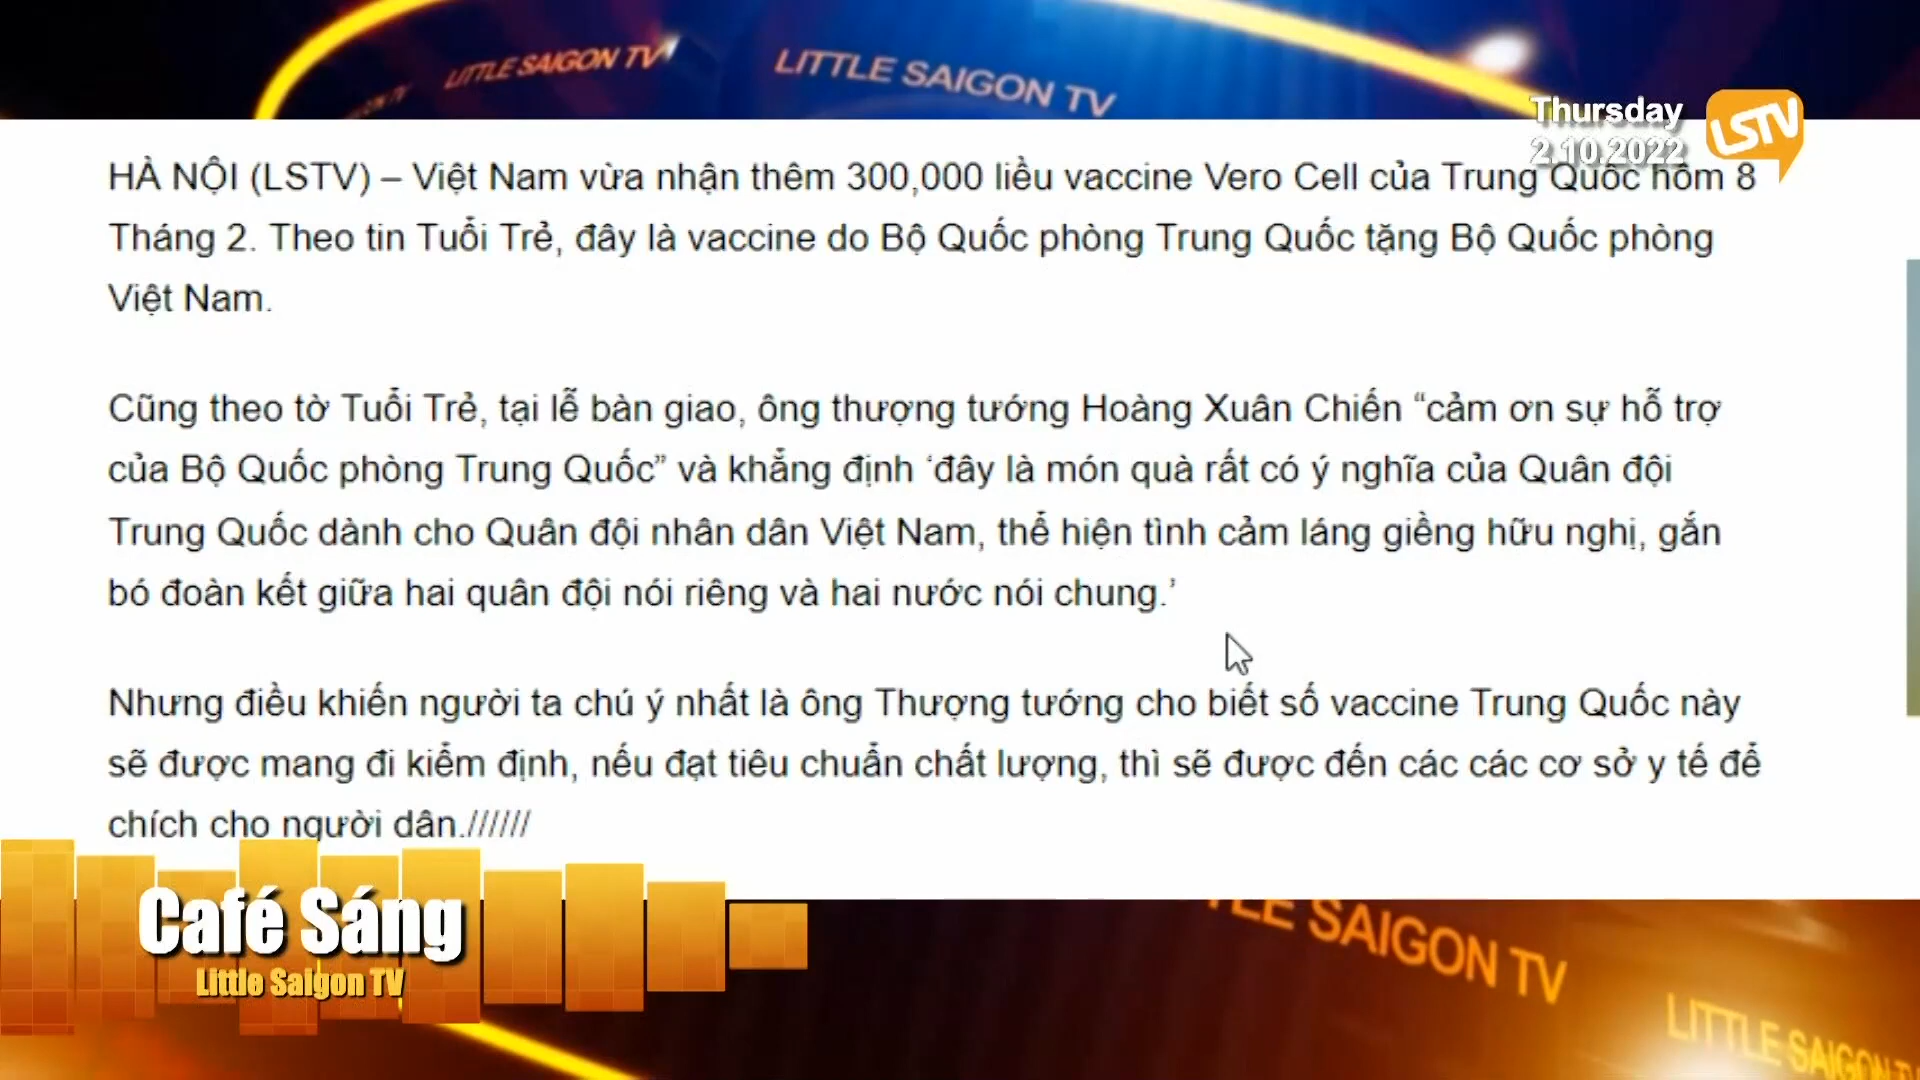 LITTLE SAIGON TV
LITTLE SAIGON TV
Thursday
2.10.2022
LSTV
HÀ NỘI (LSTV) – Việt Nam vừa nhận thêm 300,000 liều vaccine Vero Cell của Trung Quốc hôm 8
Tháng 2. Theo tin Tuổi Trẻ, đây là vaccine do Bộ Quốc phòng Trung Quốc tặng Bộ Quốc phòng
Việt Nam.
Cũng theo tờ Tuổi Trẻ, tại lễ bàn giao, ông thượng tướng Hoàng Xuân Chiến “cảm ơn sự hỗ trợ
của Bộ Quốc phòng Trung Quốc” và khẳng định ‘đây là món quà rất có ý nghĩa của Quân đội
Trung Quốc dành cho Quân đội nhân dân Việt Nam, thể hiện tình cảm láng giềng hữu nghị, gắn
bó đoàn kết giữa hai quân đội nói riêng và hai nước nói chung.’
Nhưng điều khiến người ta chú ý nhất là ông Thượng tướng cho biết số vaccine Trung Quốc này
sẽ được mang đi kiểm định, nếu đạt tiêu chuẩn chất lượng, thì sẽ được đến các các cơ sở y tế để
chích cho người dân.//////
Café Sáng
Little Saigon TV
SAIGON TV
LITTLE SAIGON